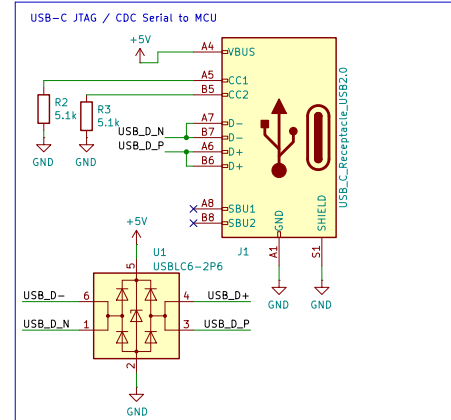 USB-C JTAG / CDC Serial to MCU
+5V
A4 VBUS
A5 CC1
B5 CC2
R2
5.1k
R3
5.1k
GND
GND
A7 D-
USB_D_N
B7 D-
USB_D_P
A6 D+
B6 D+
A8 SBU1
B8 SBU2
GND
SHIELD
USB_C_Receptacle_USB2.0
J1
A1
S1
GND
GND
+5V
U1
USBLC6-2P6
5
USB_D- 6
4 USB_D+
USB_D_N 1
3 USB_D_P
2
GND